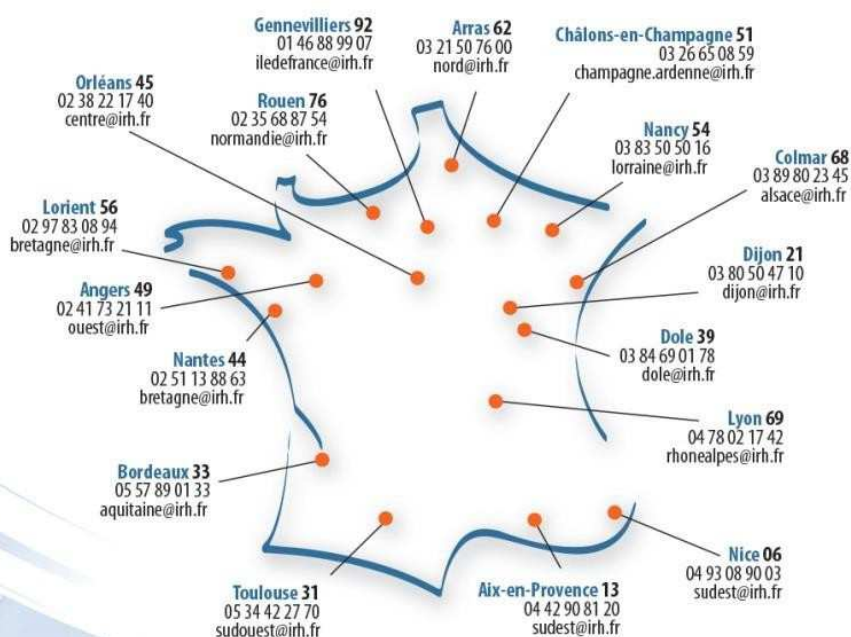 Gennevilliers 92
01 46 88 99 07
iledefrance@irh.fr
Arras 62
03 21 50 76 00
nord@irh.fr
Châlons-en-Champagne 51
03 26 65 08 59
champagne.ardenne@irh.fr
Orléans 45
02 38 22 17 40
centre@irh.fr
Rouen 76
02 35 68 87 54
normandie@irh.fr
Nancy 54
03 83 50 50 16
lorraine@irh.fr
Colmar 68
03 89 80 23 45
alsace@irh.fr
Lorient 56
02 97 83 08 94
bretagne@irh.fr
Angers 49
02 41 73 21 11
ouest@irh.fr
Dijon 21
03 80 50 47 10
dijon@irh.fr
Nantes 44
02 51 13 88 63
bretagne@irh.fr
Dole 39
03 84 69 01 78
dole@irh.fr
Lyon 69
04 78 02 17 42
rhonealpes@irh.fr
Bordeaux 33
05 57 89 01 33
aquitaine@irh.fr
Toulouse 31
05 34 42 27 70
sudouest@irh.fr
Aix-en-Provence 13
04 42 90 81 20
sudest@irh.fr
Nice 06
04 93 08 90 03
sudest@irh.fr